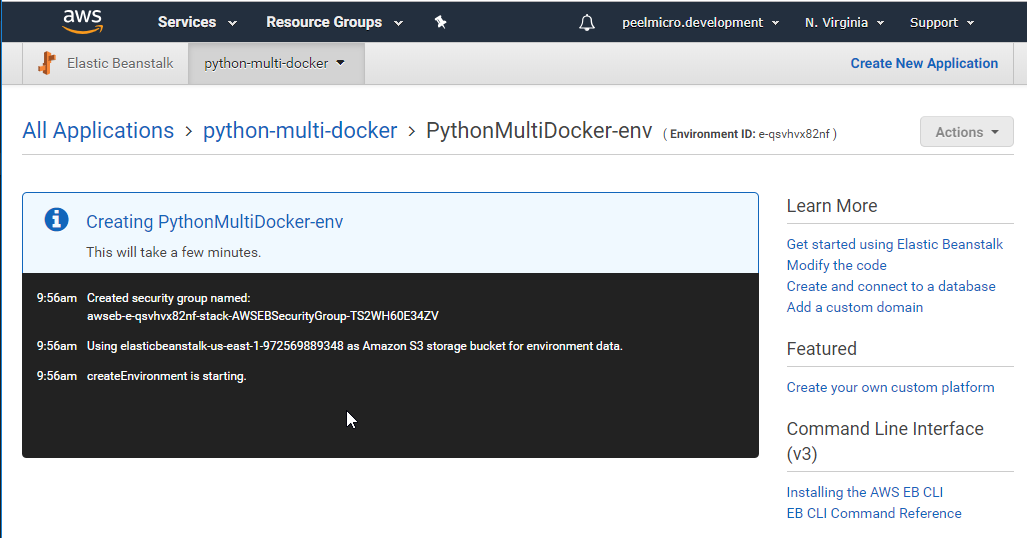 aws
Services
Resource Groups
peelmicro.development
N. Virginia
Support
Elastic Beanstalk
python-multi-docker
Create New Application
All Applications > python-multi-docker > PythonMultiDocker-env ( Environment ID: e-qsvhvx82nf )
Actions
Creating PythonMultiDocker-env
This will take a few minutes.
9:56am Created security group named:
awseb-e-qsvhvx82nf-stack-AWSEBSecurityGroup-TS2WH60E34ZV
9:56am Using elasticbeanstalk-us-east-1-972569889348 as Amazon S3 storage bucket for environment data.
9:56am createEnvironment is starting.
Learn More
Get started using Elastic Beanstalk
Modify the code
Create and connect to a database
Add a custom domain
Featured
Create your own custom platform
Command Line Interface
(v3)
Installing the AWS EB CLI
EB CLI Command Reference